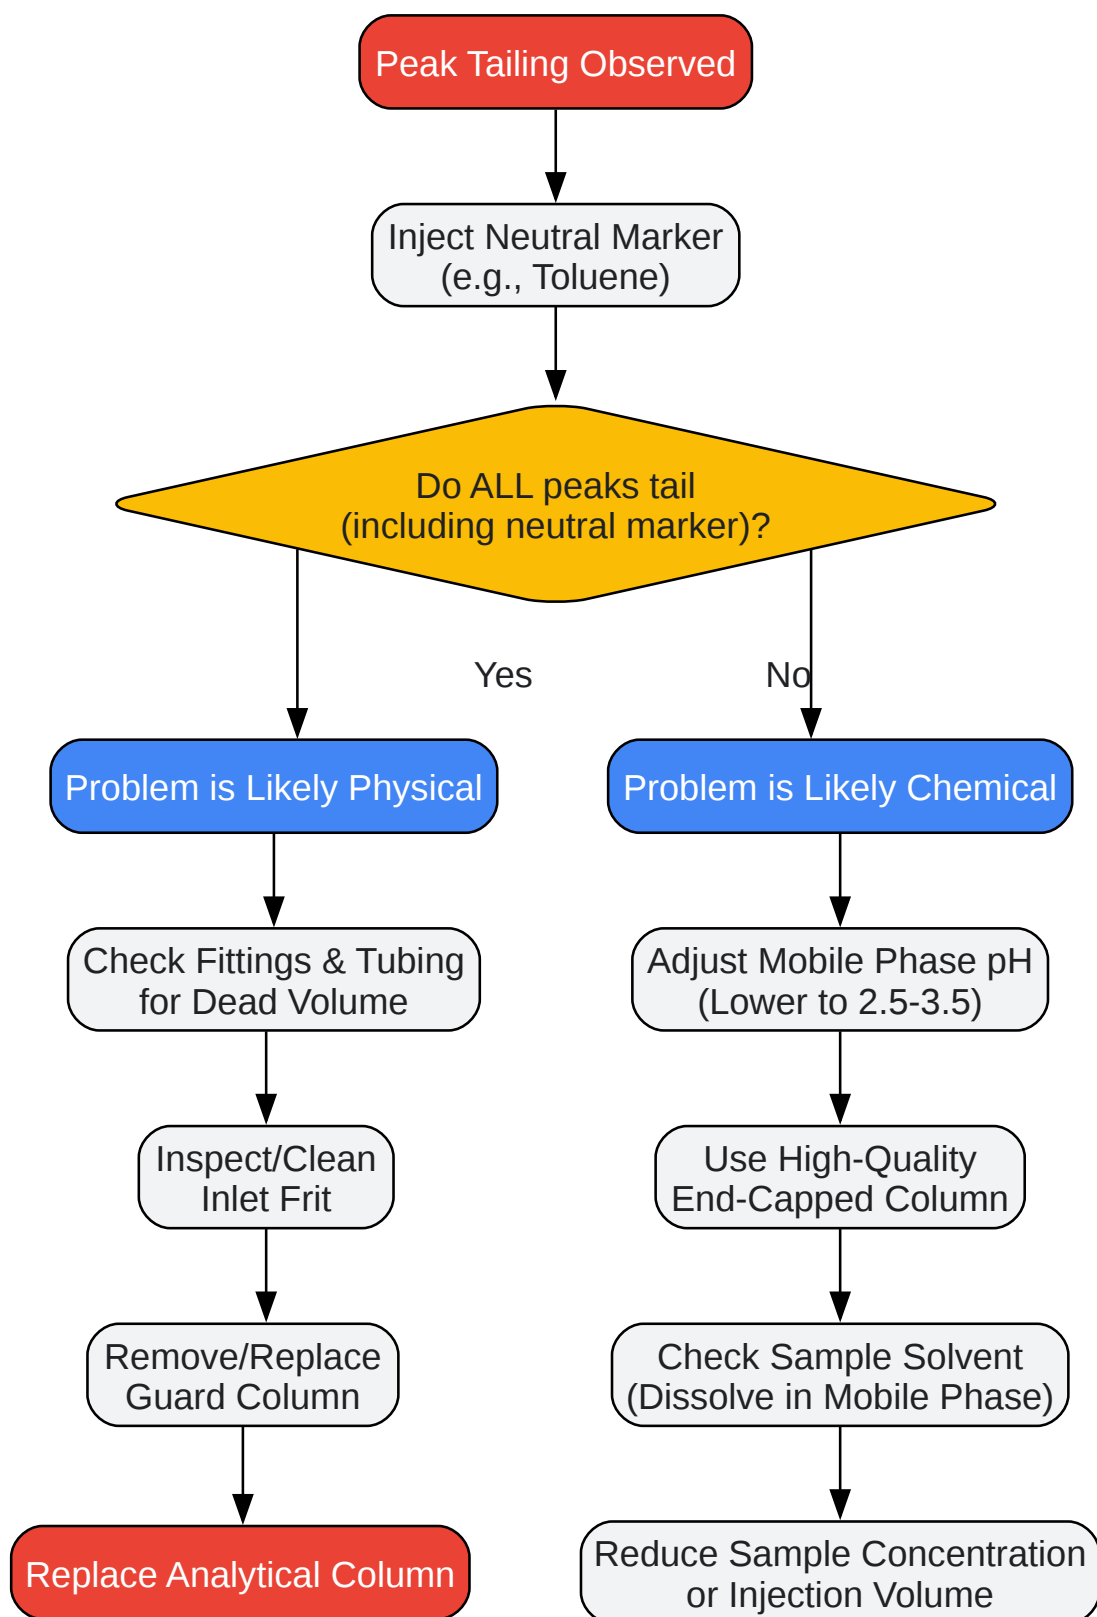 Peak Tailing Observed
Inject Neutral Marker
(e.g., Toluene)
Do ALL peaks tail
(including neutral marker)?
Yes
No
Problem is Likely Physical
Problem is Likely Chemical
Check Fittings & Tubing
for Dead Volume
Adjust Mobile Phase pH
(Lower to 2.5-3.5)
Inspect/Clean
Inlet Frit
Use High-Quality
End-Capped Column
Remove/Replace
Guard Column
Check Sample Solvent
(Dissolve in Mobile Phase)
Replace Analytical Column
Reduce Sample Concentration
or Injection Volume